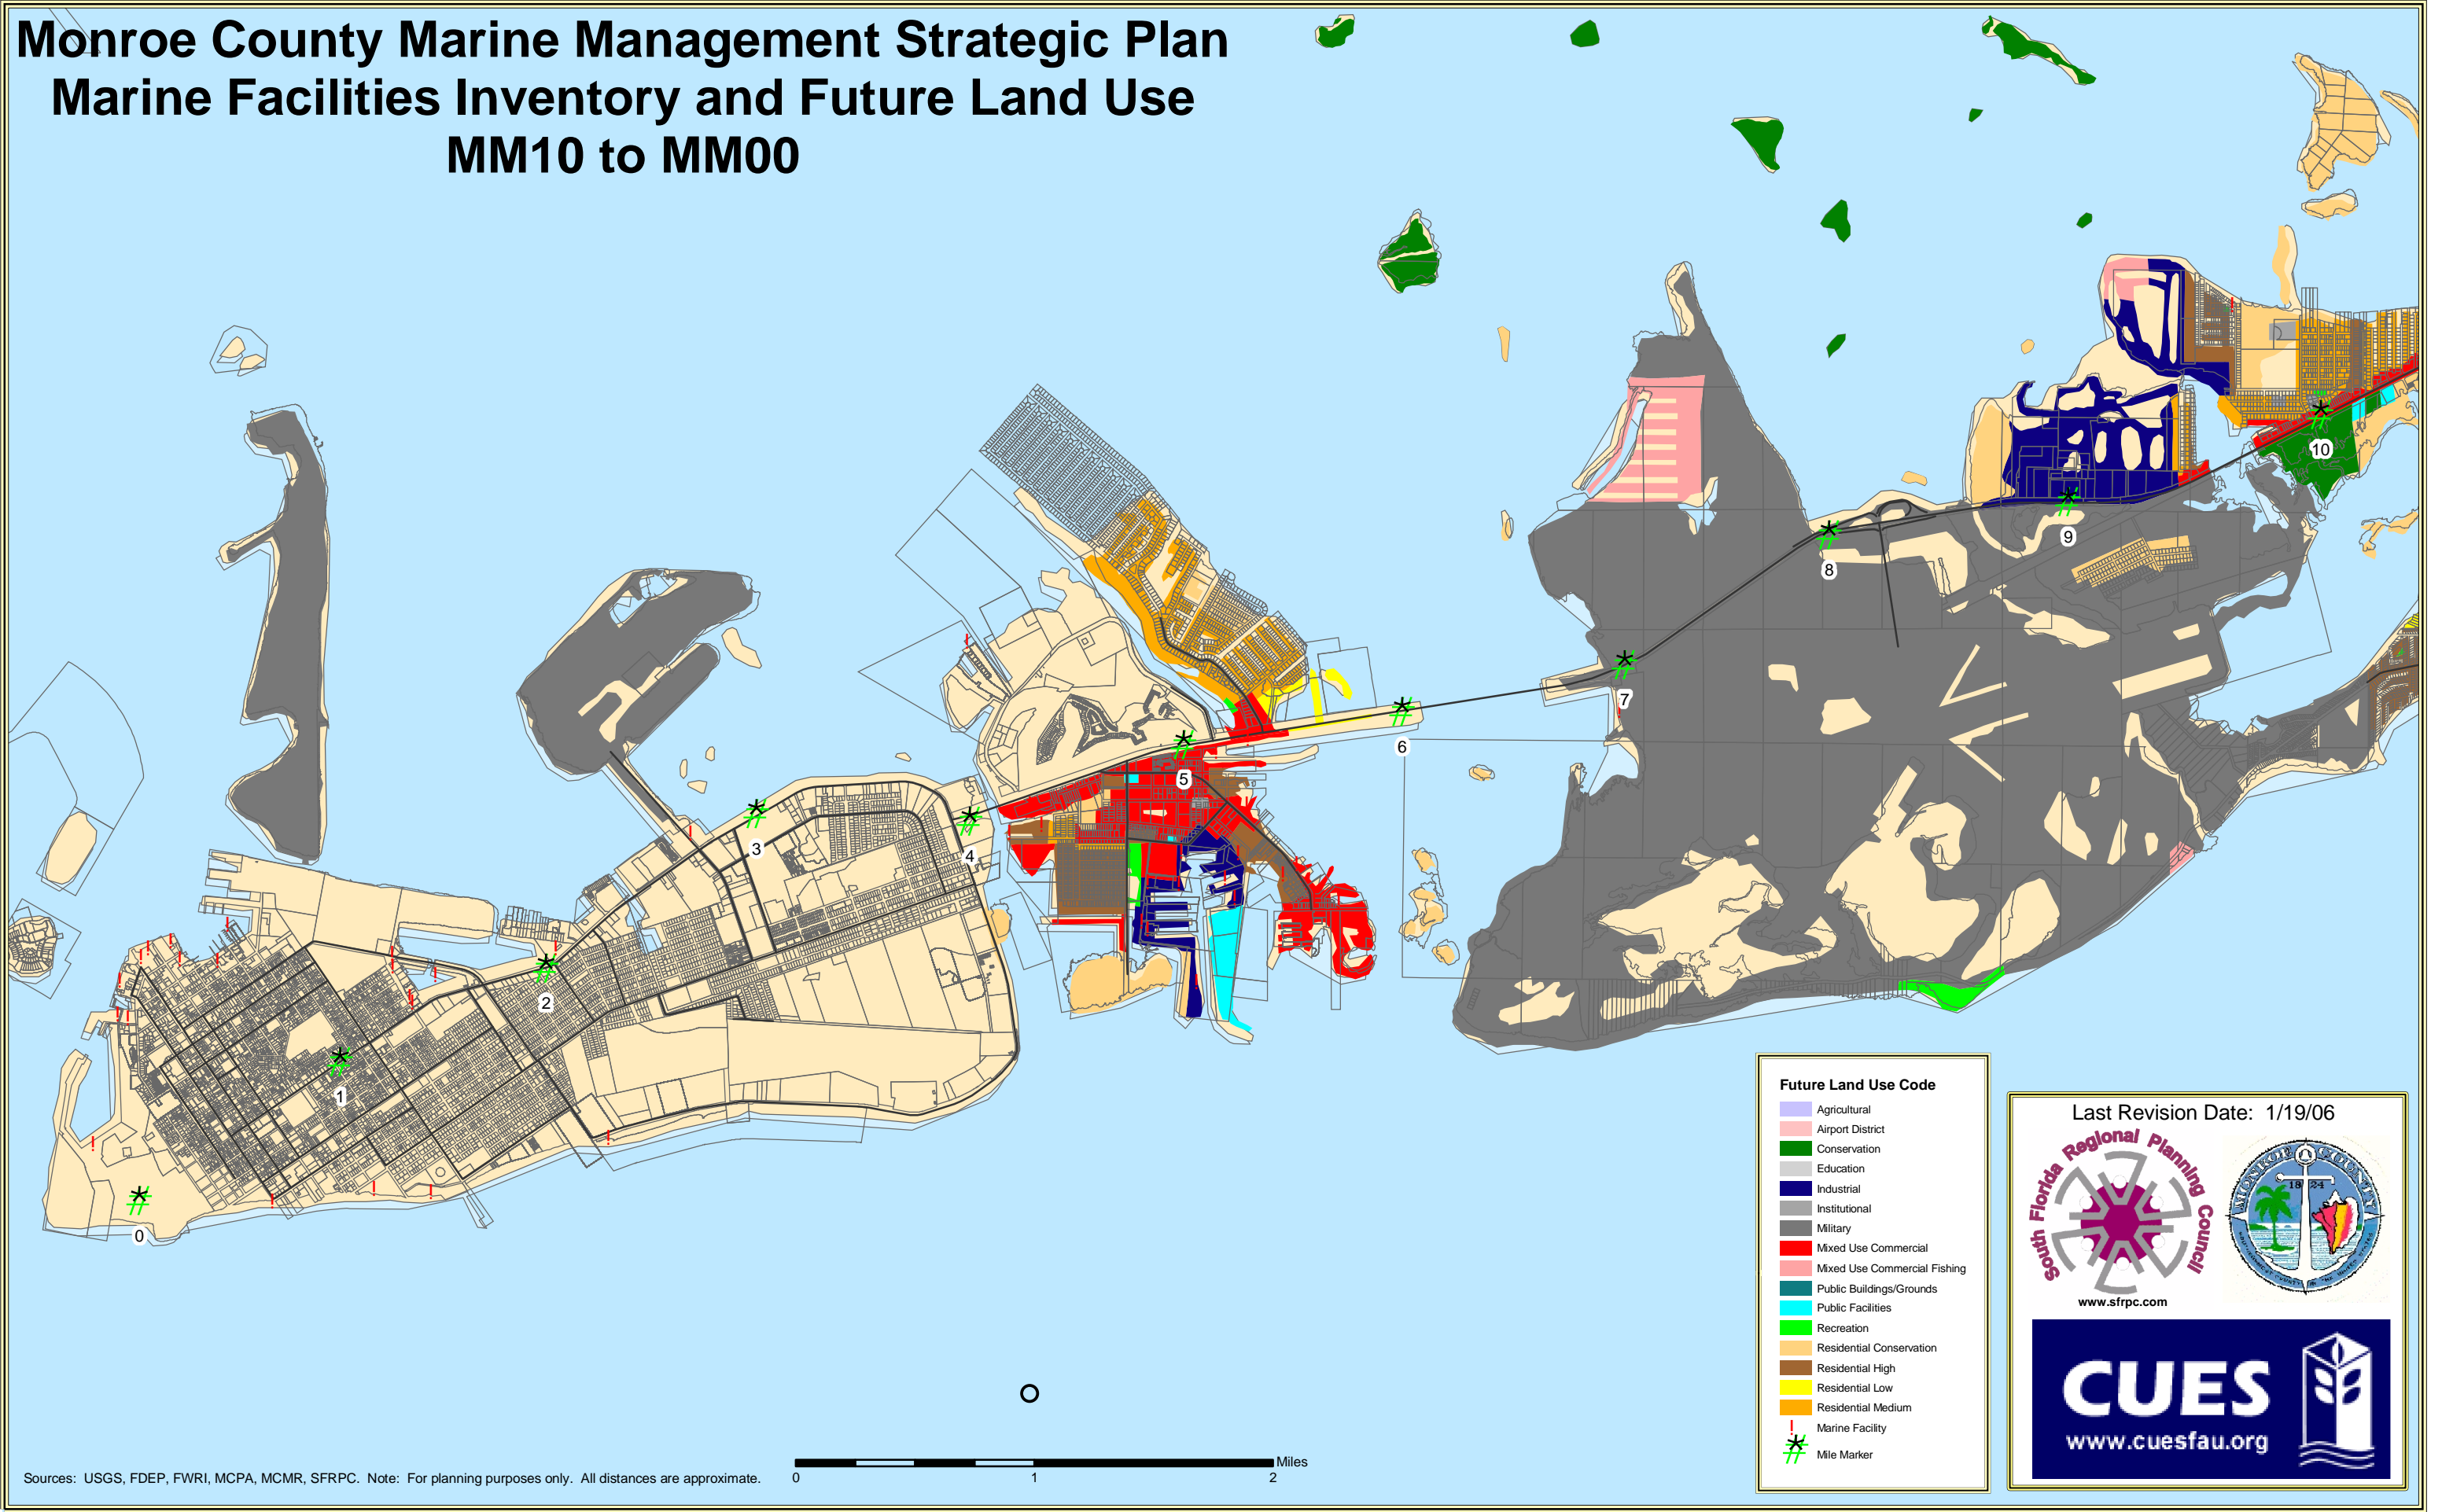 Monroe County Marine Management Strategic Plan
Marine Facilities Inventory and Future Land Use
MM10 to MM00
10
9
8
7
6
5
4
3
2
1
0
Future Land Use Code
Agricultural
Airport District
Conservation
Education
Industrial
Institutional
Military
Mixed Use Commercial
Mixed Use Commercial Fishing
Public Buildings/Grounds
Public Facilities
Recreation
Residential Conservation
Residential High
Residential Low
Residential Medium
Marine Facility
Mile Marker
Last Revision Date: 1/19/06
South Florida Regional Planning Council
www.sfrpc.com
MONROE COUNTY
1824
CUES
www.cuesfau.org
Miles
0 1 2
Sources: USGS, FDEP, FWRI, MCPA, MCMR, SFRPC. Note: For planning purposes only. All distances are approximate.